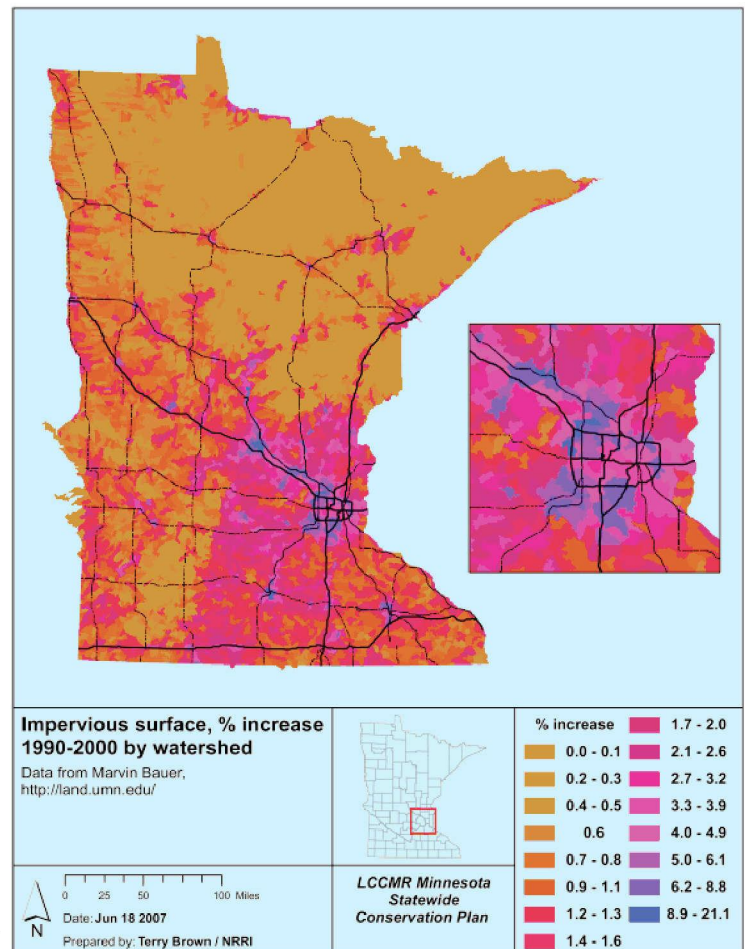 Impervious surface, % increase
1990-2000 by watershed
Data from Marvin Bauer,
http://land.umn.edu/
0 25 50 100 Miles
N
Date: Jun 18 2007
Prepared by: Terry Brown / NRRI
LCCMR Minnesota
Statewide
Conservation Plan
% increase
0.0 - 0.1
0.2 - 0.3
0.4 - 0.5
0.6
0.7 - 0.8
0.9 - 1.1
1.2 - 1.3
1.4 - 1.6
1.7 - 2.0
2.1 - 2.6
2.7 - 3.2
3.3 - 3.9
4.0 - 4.9
5.0 - 6.1
6.2 - 8.8
8.9 - 21.1